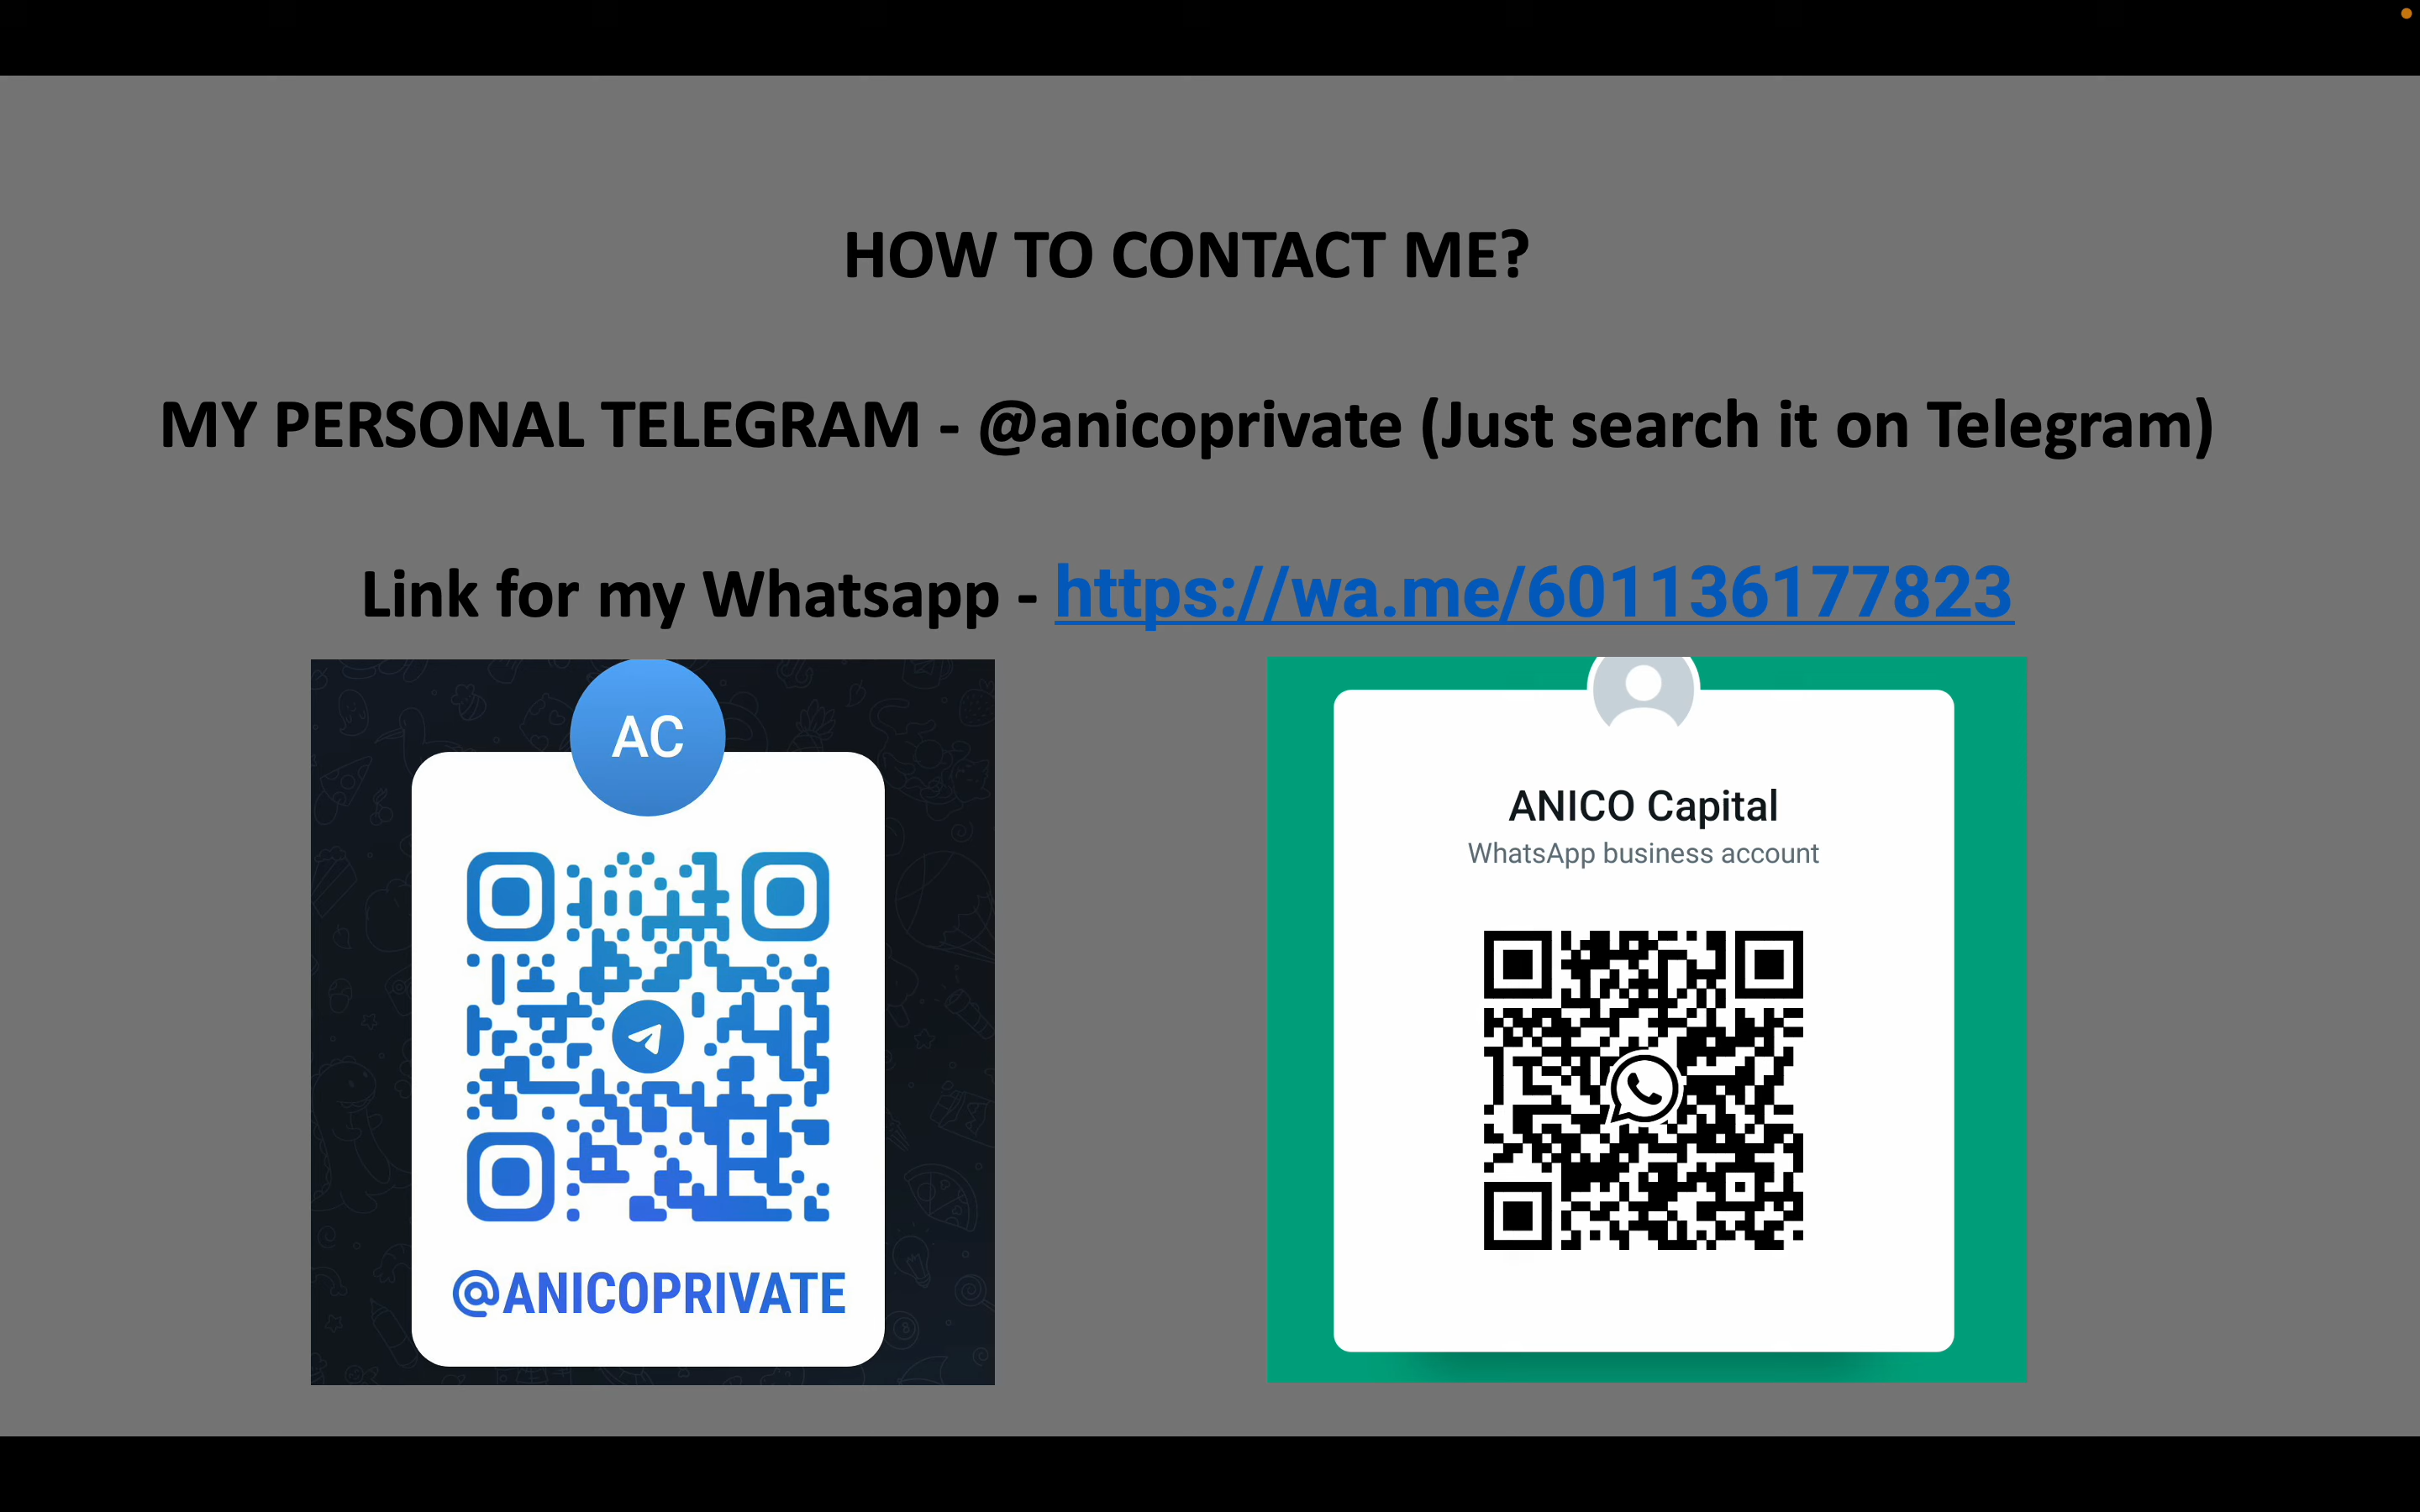 HOW TO CONTACT ME?
MY PERSONAL TELEGRAM - @anicoprivate (Just search it on Telegram)
Link for my Whatsapp - https://wa.me/601136177823
AC
@ANICOPRIVATE
ANICO Capital
WhatsApp business account